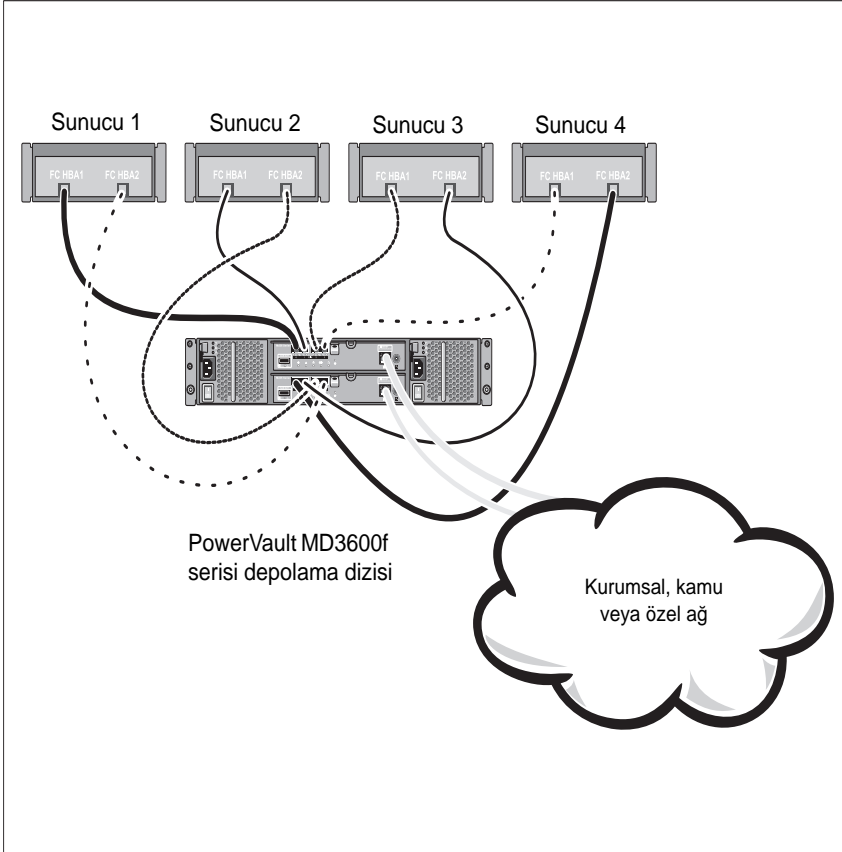 Sunucu 1
Sunucu 2
Sunucu 3
Sunucu 4
FC HBA1
FC HBA2
FC HBA1
FC HBA2
FC HBA1
FC HBA2
FC HBA1
FC HBA2
PowerVault MD3600f
serisi depolama dizisi
Kurumsal, kamu
veya özel ağ